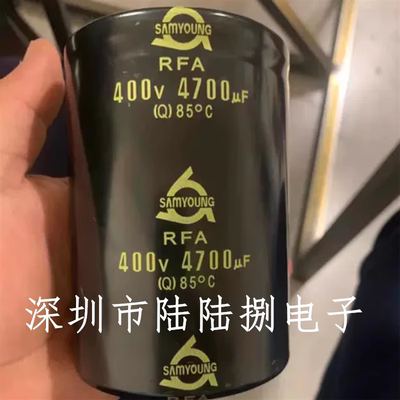 SAMYOUNG
RFA
400V 4700µF
(Q) 85°C
SAMYOUNG
RFA
400V 4700µF
(Q) 85°C
深圳市陆陆捌电子
SAMYOUNG